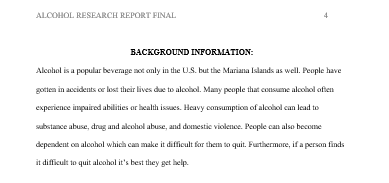 ALCOHOL RESEARCH REPORT FINAL 4
BACKGROUND INFORMATION:
Alcohol is a popular beverage not only in the U.S. but the Mariana Islands as well. People have
gotten in accidents or lost their lives due to alcohol. Many people that consume alcohol often
experience impaired abilities or health issues. Heavy consumption of alcohol can lead to
substance abuse, drug and alcohol abuse, and domestic violence. People can also become
dependent on alcohol which can make it difficult for them to quit. Furthermore, if a person finds
it difficult to quit alcohol it’s best they get help.